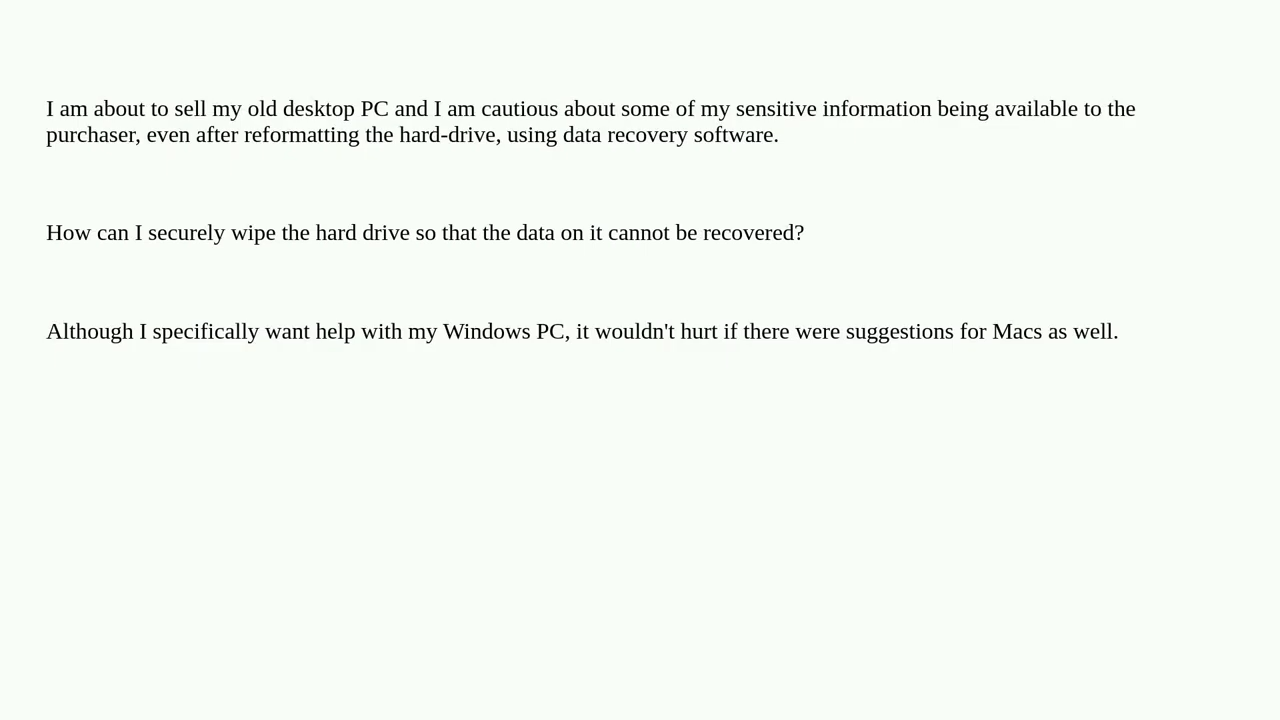 I am about to sell my old desktop PC and I am cautious about some of my sensitive information being available to the
purchaser, even after reformatting the hard-drive, using data recovery software.
How can I securely wipe the hard drive so that the data on it cannot be recovered?
Although I specifically want help with my Windows PC, it wouldn't hurt if there were suggestions for Macs as well.